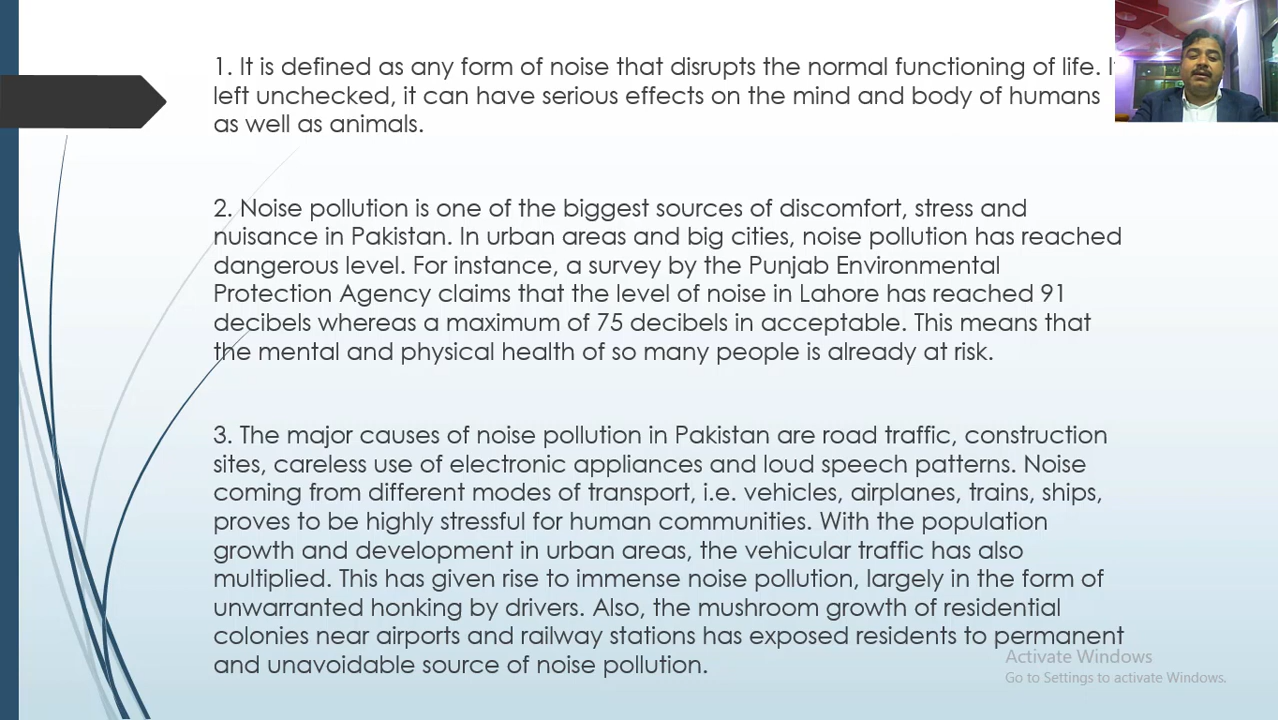 1. It is defined as any form of noise that disrupts the normal functioning of life. I
left unchecked, it can have serious effects on the mind and body of humans
as well as animals.
2. Noise pollution is one of the biggest sources of discomfort, stress and
nuisance in Pakistan. In urban areas and big cities, noise pollution has reached
dangerous level. For instance, a survey by the Punjab Environmental
Protection Agency claims that the level of noise in Lahore has reached 91
decibels whereas a maximum of 75 decibels in acceptable. This means that
the mental and physical health of so many people is already at risk.
3. The major causes of noise pollution in Pakistan are road traffic, construction
sites, careless use of electronic appliances and loud speech patterns. Noise
coming from different modes of transport, i.e. vehicles, airplanes, trains, ships,
proves to be highly stressful for human communities. With the population
growth and development in urban areas, the vehicular traffic has also
multiplied. This has given rise to immense noise pollution, largely in the form of
unwarranted honking by drivers. Also, the mushroom growth of residential
colonies near airports and railway stations has exposed residents to permanent
and unavoidable source of noise pollution.
Activate Windows
Go to Settings to activate Windows.